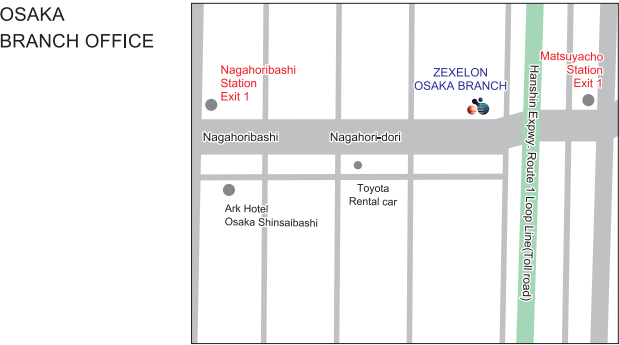 OSAKA
BRANCH OFFICE
Nagahoribashi
Station
Exit 1
ZEXELON
OSAKA BRANCH
Matsuyacho
Station
Exit 1
Nagahoribashi
Nagahori-dori
Hanshin Expwy. Route 1 Loop Line(Toll road)
Toyota
Rental car
Ark Hotel
Osaka Shinsaibashi